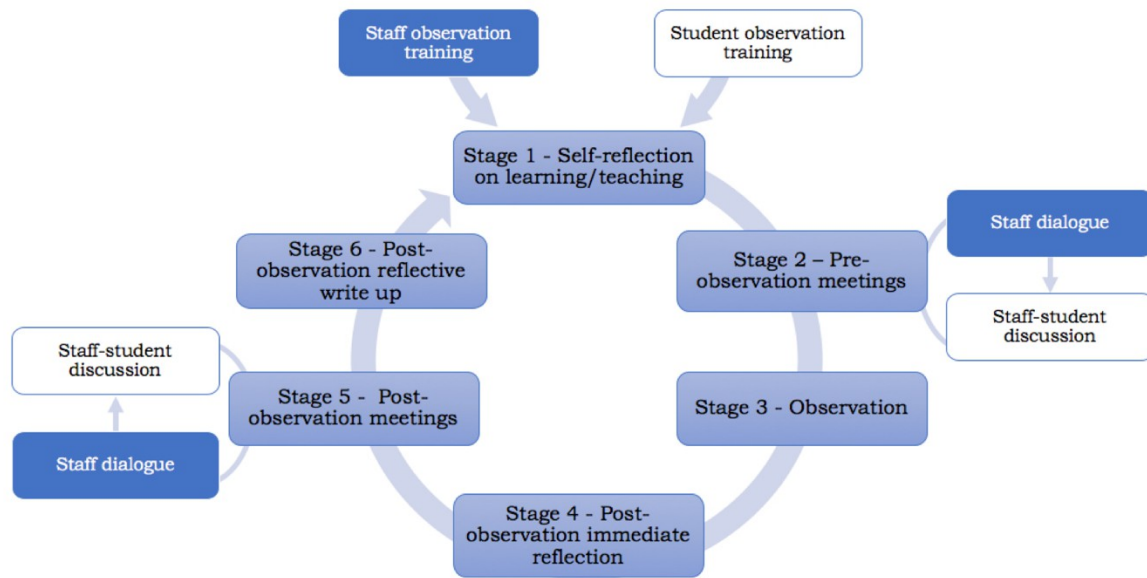 Staff observation
training
Student observation
training
Stage 1 - Self-reflection
on learning/teaching
Stage 2 – Pre-
observation meetings
Staff dialogue
Staff-student
discussion
Stage 3 - Observation
Stage 4 - Post-
observation immediate
reflection
Stage 5 -  Post-
observation meetings
Staff-student
discussion
Staff dialogue
Stage 6 - Post-
observation reflective
write up